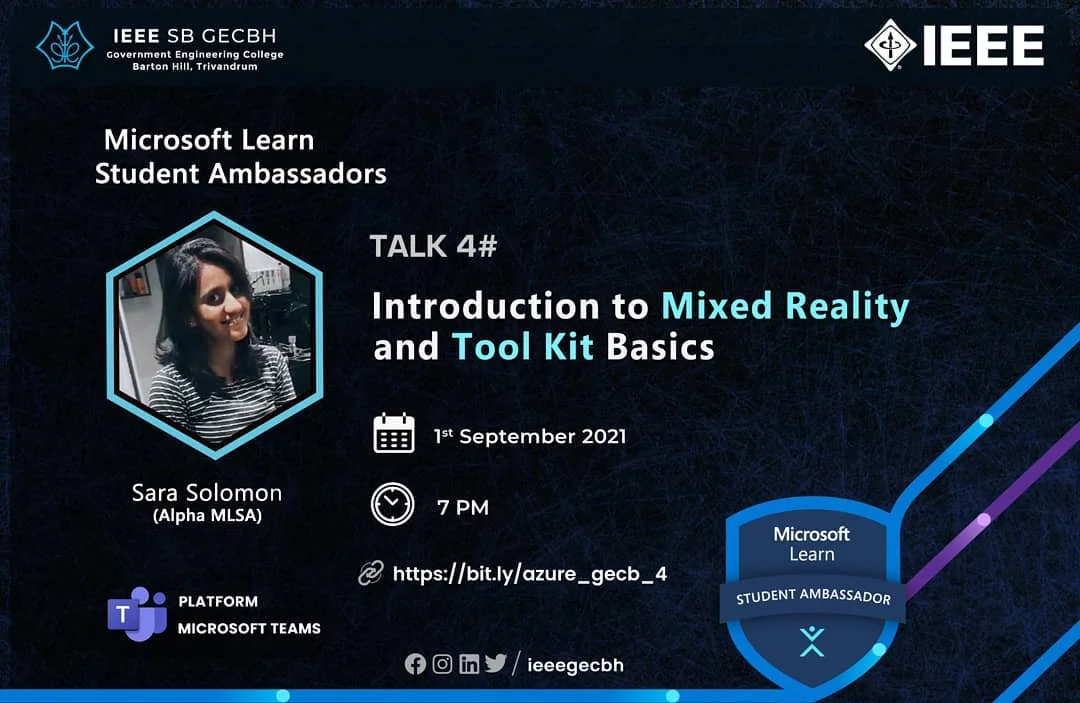 IEEE SB GECBH
Government Engineering College
Barton Hill, Trivandrum
IEEE
Microsoft Learn
Student Ambassadors
TALK 4#
Introduction to Mixed Reality
and Tool Kit Basics
1st September 2021
7 PM
https://bit.ly/azure_gecb_4
Sara Solomon
(Alpha MLSA)
T
PLATFORM
MICROSOFT TEAMS
Microsoft
Learn
STUDENT AMBASSADOR
/ ieeegecbh